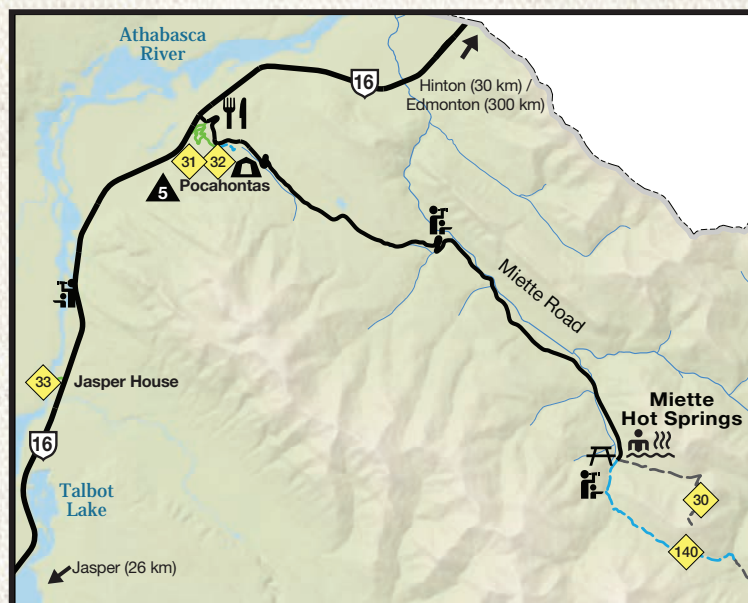 Athabasca
River
16
Hinton (30 km) /
Edmonton (300 km)
31
32
5
Pocahontas
Miette Road
33
Jasper House
Miette
Hot Springs
16
Talbot
Lake
30
140
Jasper (26 km)